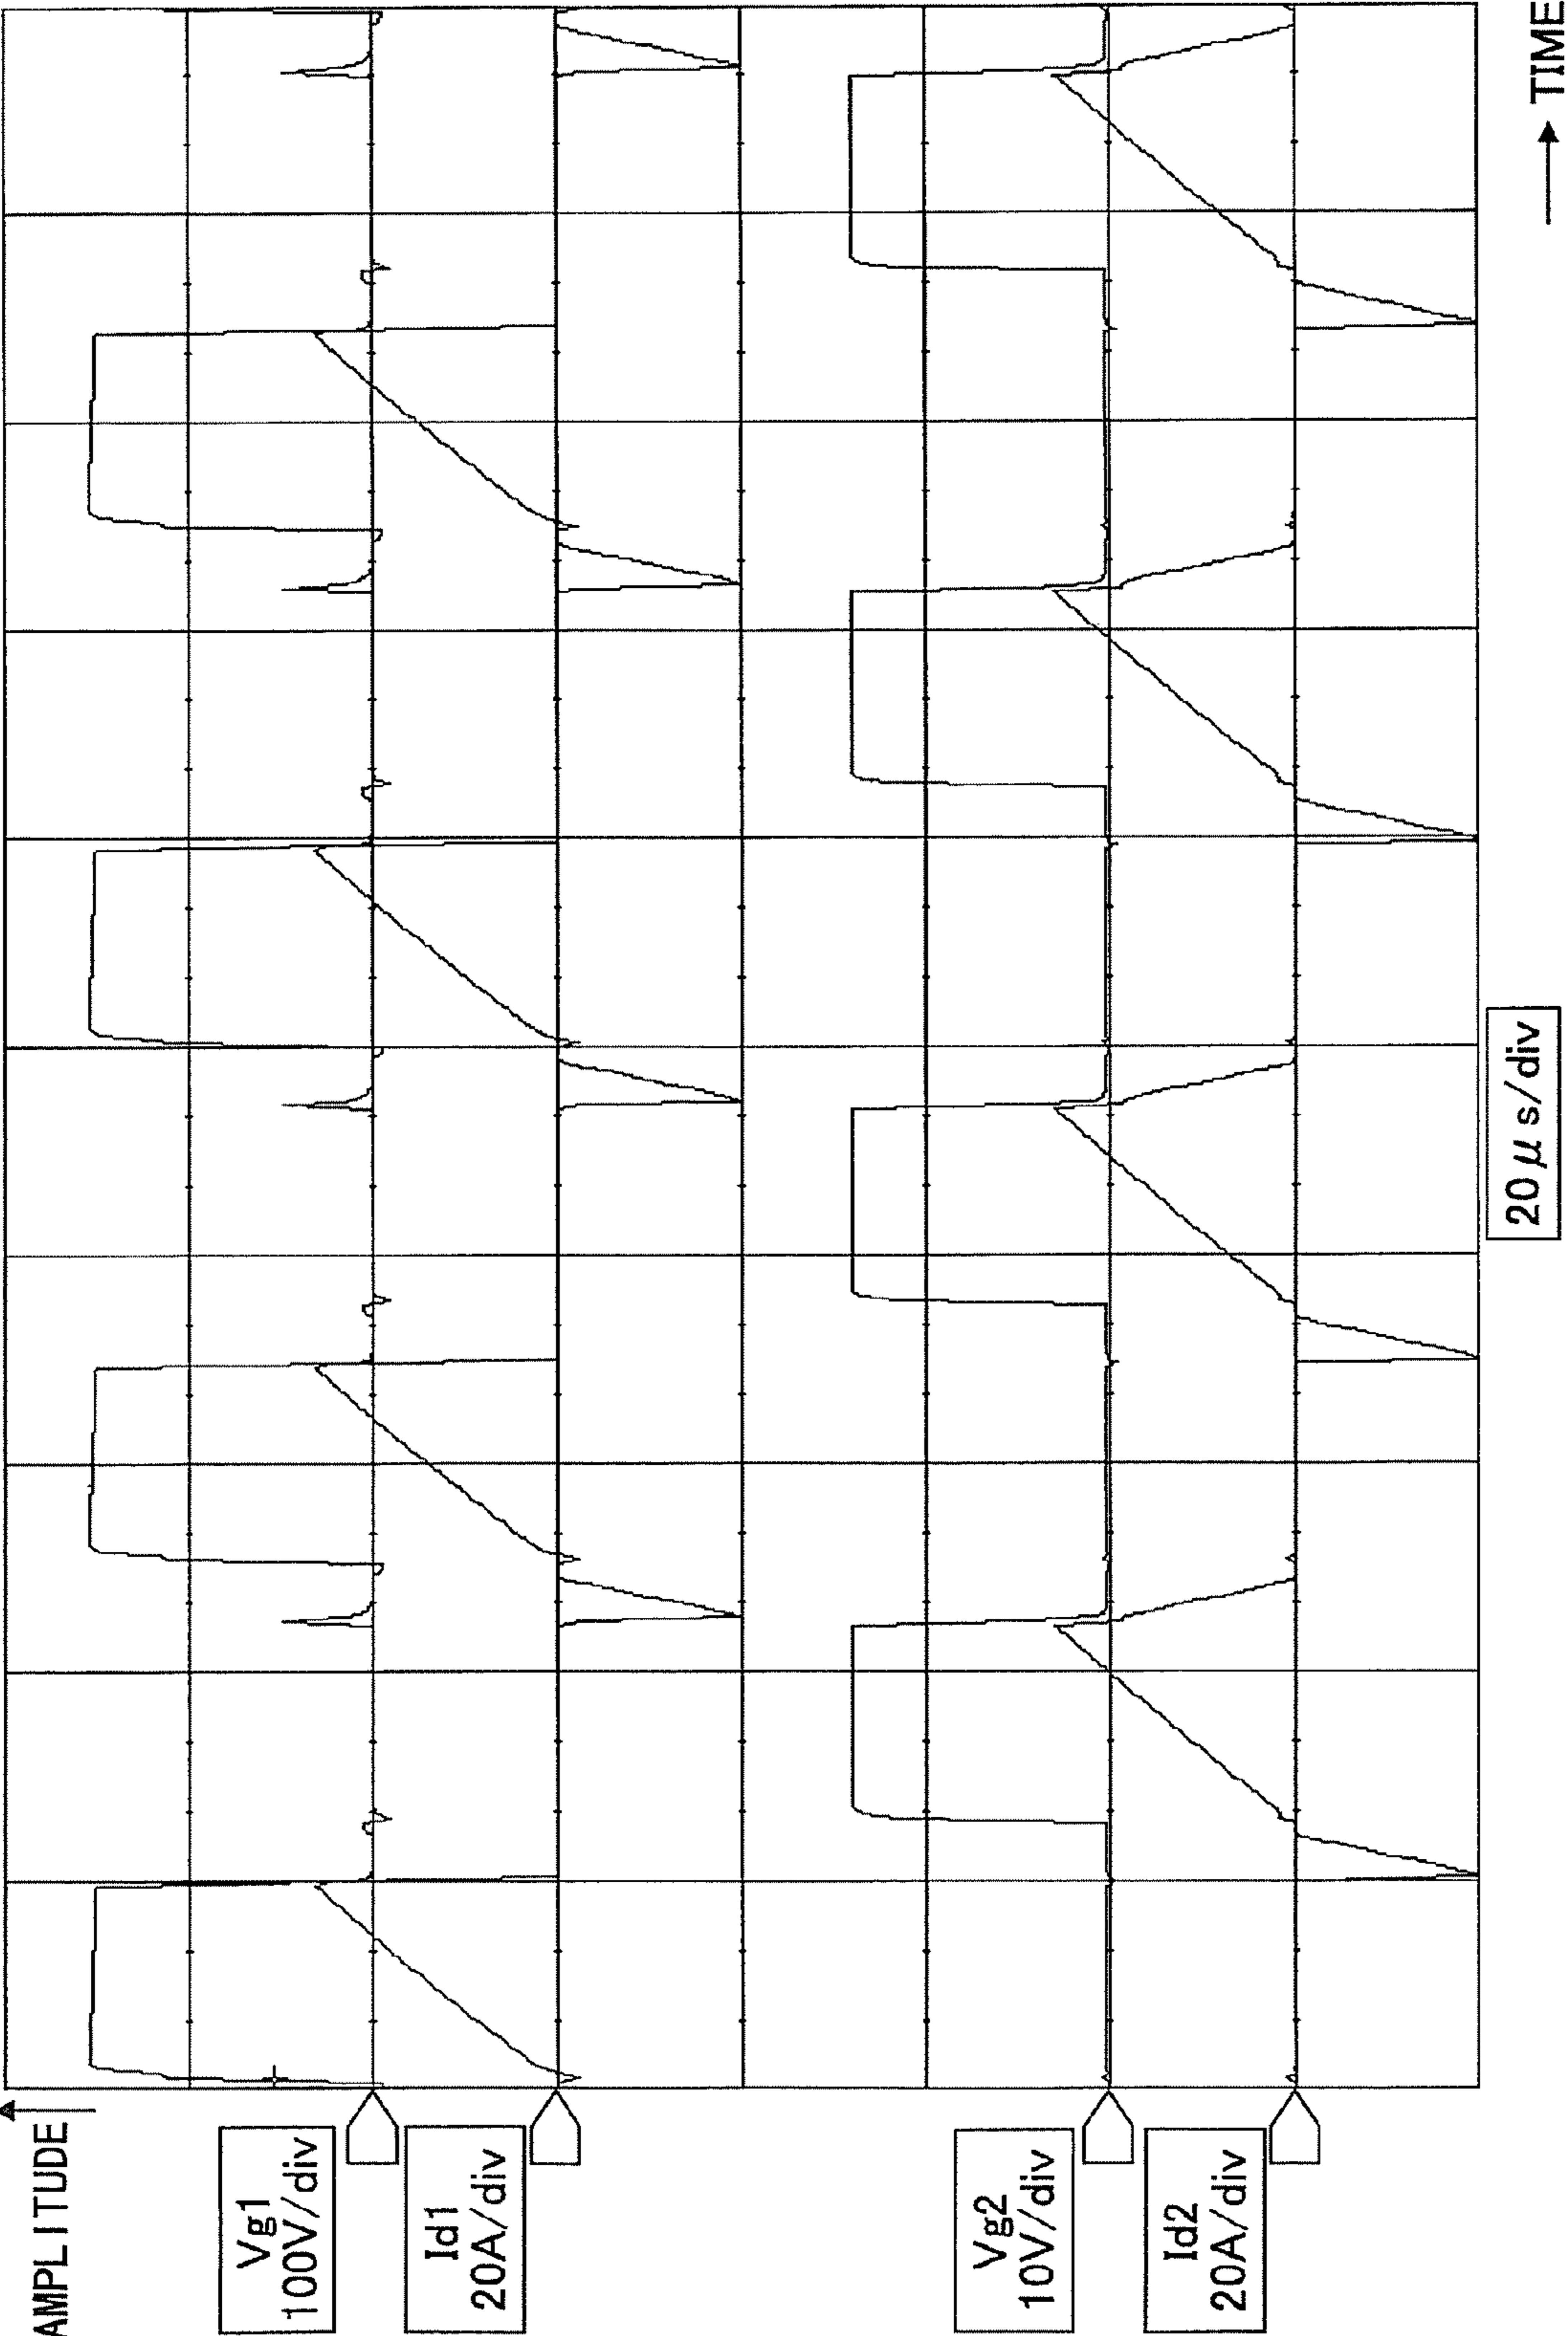 AMPLITUDE
Vg1
100V/div
Id1
20A/div
Vg2
10V/div
Id2
20A/div
20μs/div
TIME